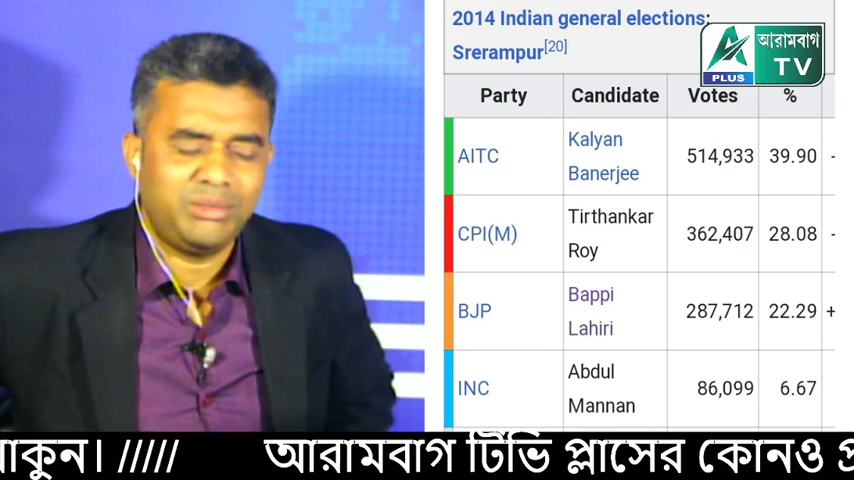 2014 Indian general elections:
Srerampur[20]
আরামবাগ
TV
PLUS
Party Candidate Votes %
AITC Kalyan Banerjee 514,933 39.90 -
CPI(M) Tirthankar Roy 362,407 28.08 -
BJP Bappi Lahiri 287,712 22.29 +
INC Abdul Mannan 86,099 6.67
থাকুন। ///// আরামবাগ টিভি প্লাসের কোনও